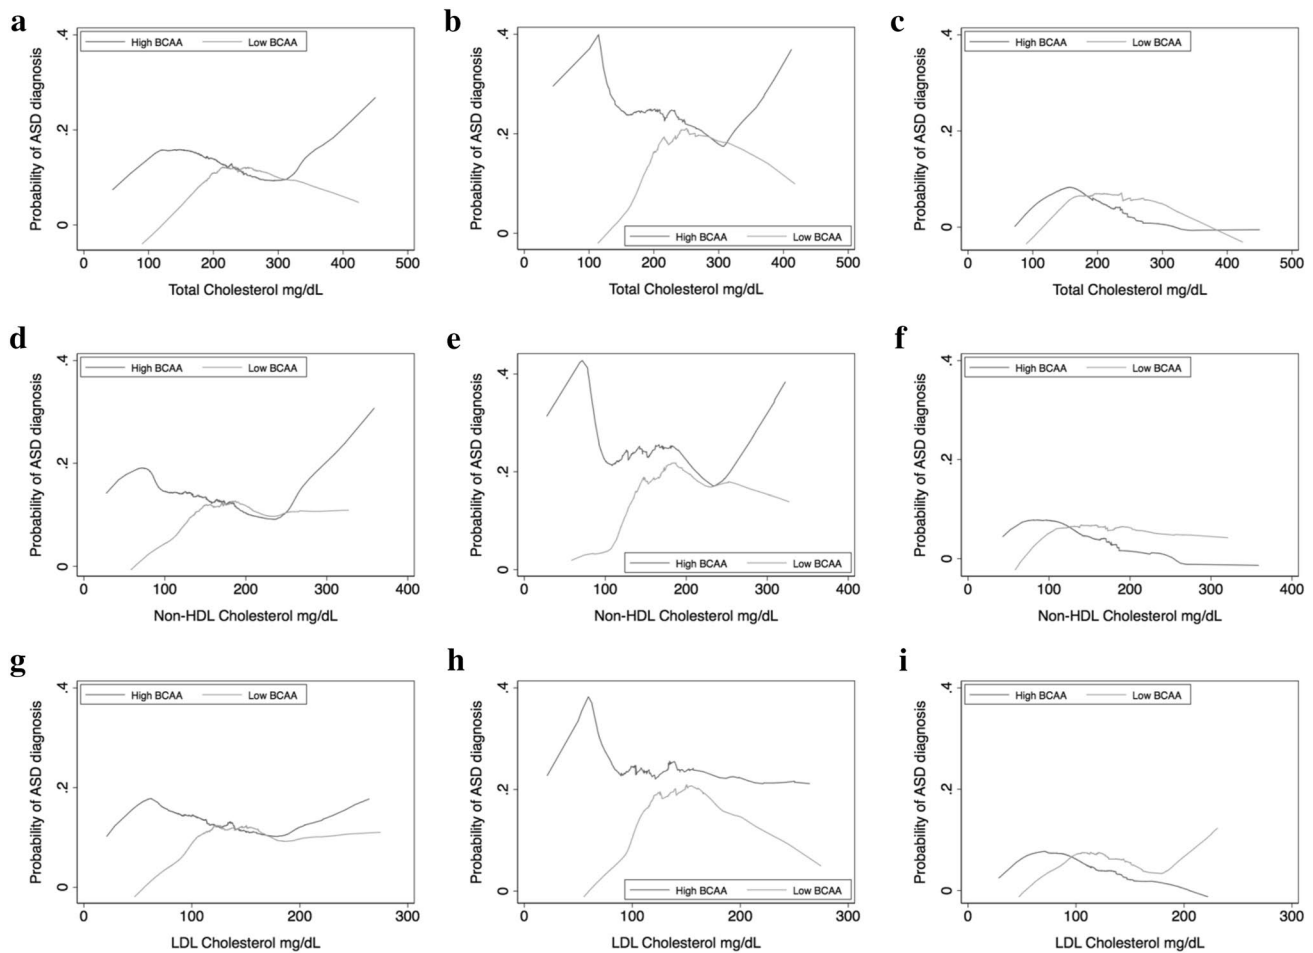 a
.4
.2
0
Probability of ASD diagnosis
High BCAA Low BCAA
0 100 200 300 400 500
Total Cholesterol mg/dL
b
.4
.2
0
Probability of ASD diagnosis
High BCAA Low BCAA
0 100 200 300 400 500
Total Cholesterol mg/dL
c
.4
.2
0
Probability of ASD diagnosis
High BCAA Low BCAA
0 100 200 300 400 500
Total Cholesterol mg/dL
d
.4
.2
0
Probability of ASD diagnosis
High BCAA Low BCAA
0 100 200 300 400
Non-HDL Cholesterol mg/dL
e
.4
.2
0
Probability of ASD diagnosis
High BCAA Low BCAA
0 100 200 300 400
Non-HDL Cholesterol mg/dL
f
.4
.2
0
Probability of ASD diagnosis
High BCAA Low BCAA
0 100 200 300 400
Non-HDL Cholesterol mg/dL
g
.4
.2
0
Probability of ASD diagnosis
High BCAA Low BCAA
0 100 200 300
LDL Cholesterol mg/dL
h
.4
.2
0
Probability of ASD diagnosis
High BCAA Low BCAA
0 100 200 300
LDL Cholesterol mg/dL
i
.4
.2
0
Probability of ASD diagnosis
High BCAA Low BCAA
0 100 200 300
LDL Cholesterol mg/dL